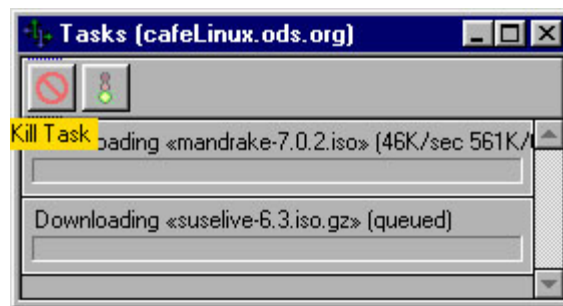 Tasks (cafeLinux.ods.org)
Kill Task
oading «mandrake-7.0.2.iso» (46K/sec 561K/
Downloading «suselive-6.3.iso.gz» (queued)